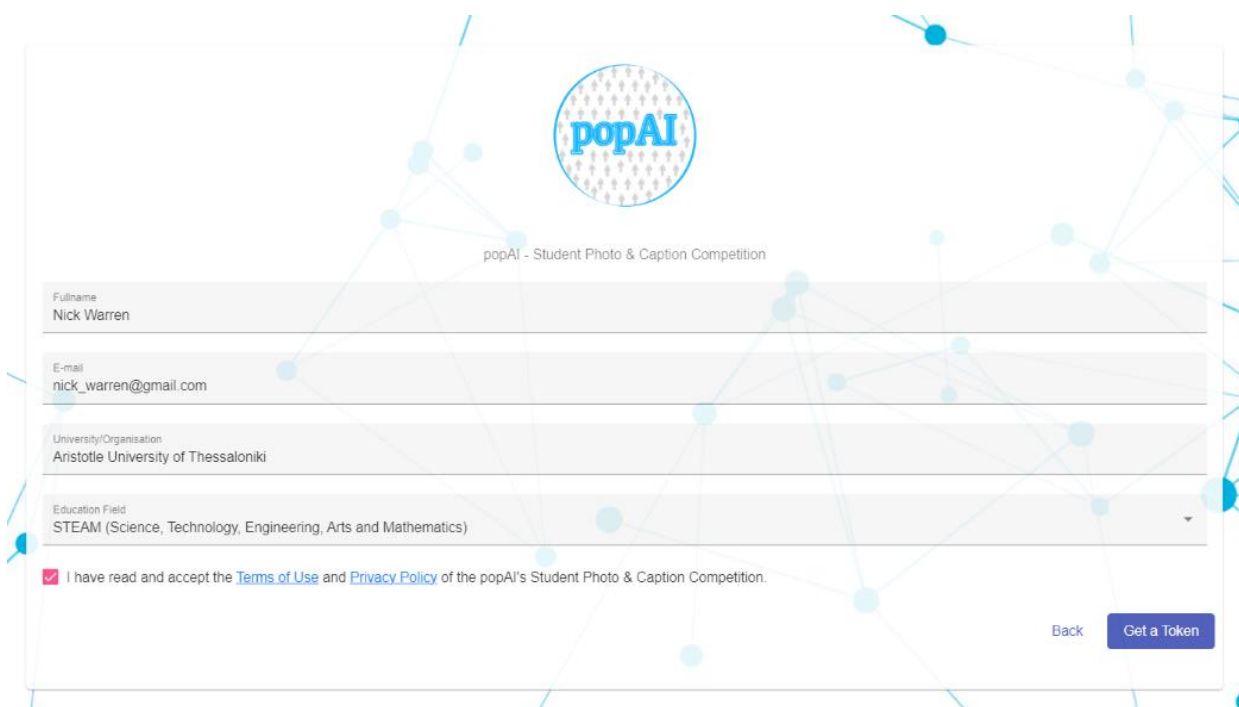 popAI
popAI - Student Photo & Caption Competition
Fullname
Nick Warren
E-mail
nick_warren@gmail.com
University/Organisation
Aristotle University of Thessaloniki
Education Field
STEAM (Science, Technology, Engineering, Arts and Mathematics)
I have read and accept the Terms of Use and Privacy Policy of the popAI's Student Photo & Caption Competition.
Back Get a Token